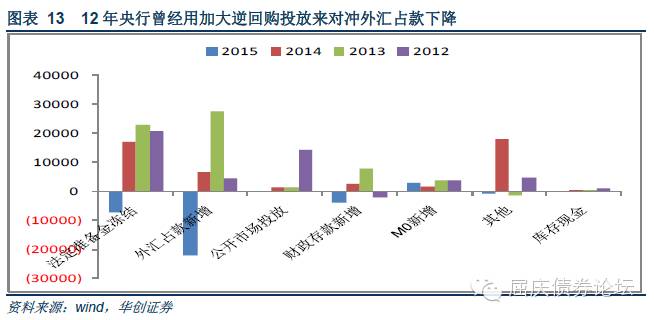 图表 13 12 年央行曾经用加大逆回购投放来对冲外汇占款下降
2015 2014 2013 2012
40000
30000
20000
10000
0
(10000)
(20000)
(30000)
法定准备金冻结
外汇占款新增
公开市场投放
财政存款新增
M0新增
其他
库存现金
屈庆债券论坛
资料来源：wind，华创证券